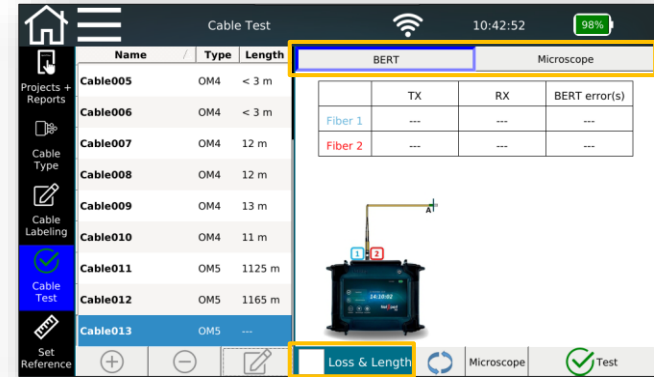 Cable Test
10:42:52
98%
Projects +
Reports
Cable
Type
Cable
Labeling
Cable
Test
Set
Reference
Name / Type Length
Cable005 OM4 < 3 m
Cable006 OM4 < 3 m
Cable007 OM4 12 m
Cable008 OM4 12 m
Cable009 OM4 13 m
Cable010 OM4 11 m
Cable011 OM5 1125 m
Cable012 OM5 1165 m
Cable013 OM5 ---
BERT Microscope
TX RX BERT error(s)
Fiber 1 --- --- ---
Fiber 2 --- --- ---
A
1 2
14:10:02
Loss & Length Microscope Test